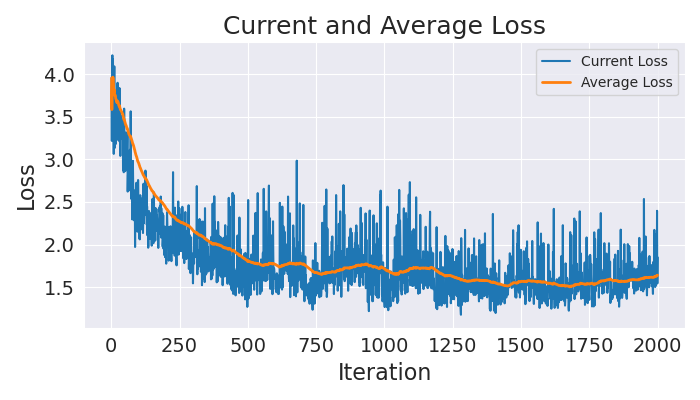 Current and Average Loss
Current Loss
Average Loss
Loss
4.0
3.5
3.0
2.5
2.0
1.5
0 250 500 750 1000 1250 1500 1750 2000
Iteration